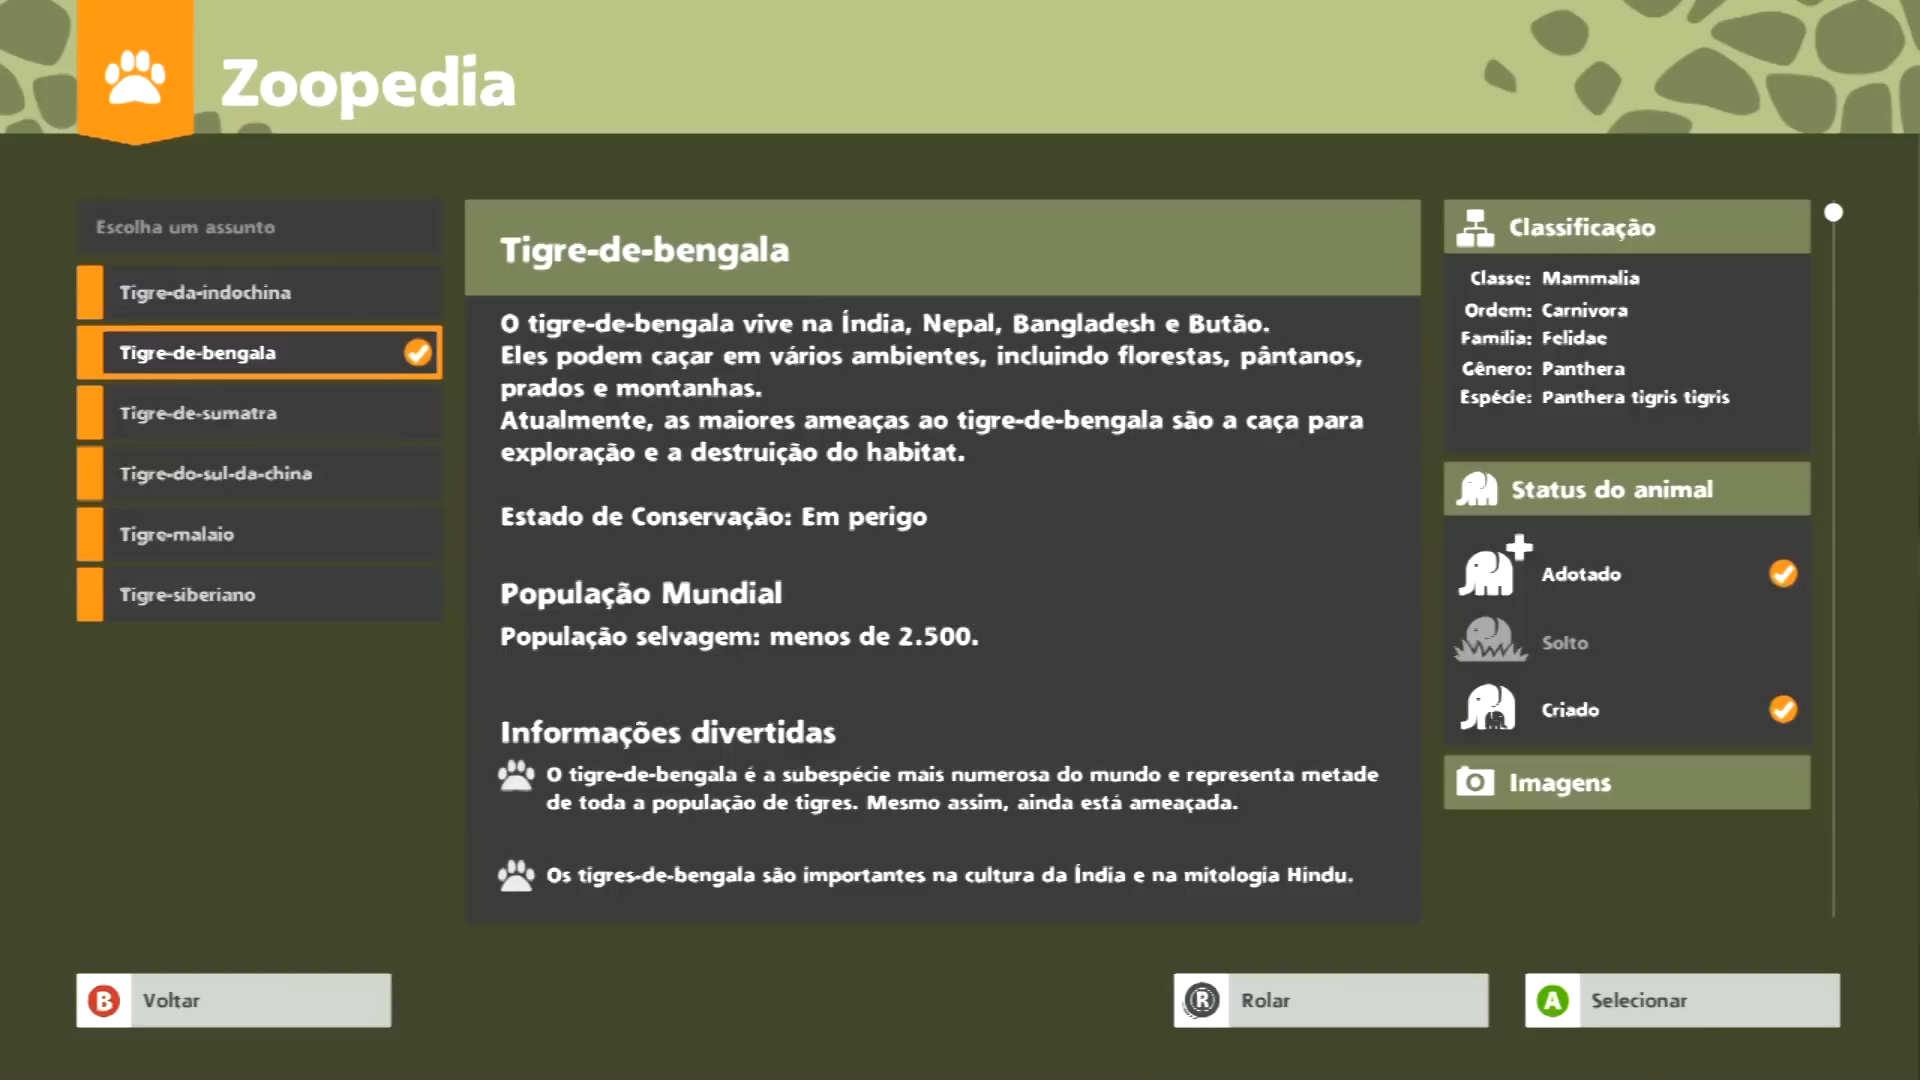 Zoopedia
Escolha um assunto
Tigre-da-indochina
Tigre-de-bengala
Tigre-de-sumatra
Tigre-do-sul-da-china
Tigre-malaio
Tigre-siberiano
Tigre-de-bengala
O tigre-de-bengala vive na Índia, Nepal, Bangladesh e Butão.
Eles podem caçar em vários ambientes, incluindo florestas, pântanos,
prados e montanhas.
Atualmente, as maiores ameaças ao tigre-de-bengala são a caça para
exploração e a destruição do habitat.
Estado de Conservação: Em perigo
População Mundial
População selvagem: menos de 2.500.
Informações divertidas
O tigre-de-bengala é a subespécie mais numerosa do mundo e representa metade
de toda a população de tigres. Mesmo assim, ainda está ameaçada.
Os tigres-de-bengala são importantes na cultura da Índia e na mitologia Hindu.
Classificação
Classe: Mammalia
Ordem: Carnivora
Família: Felidae
Gênero: Panthera
Espécie: Panthera tigris tigris
Status do animal
Adotado
Solto
Criado
Imagens
B Voltar
R Rolar
A Selecionar